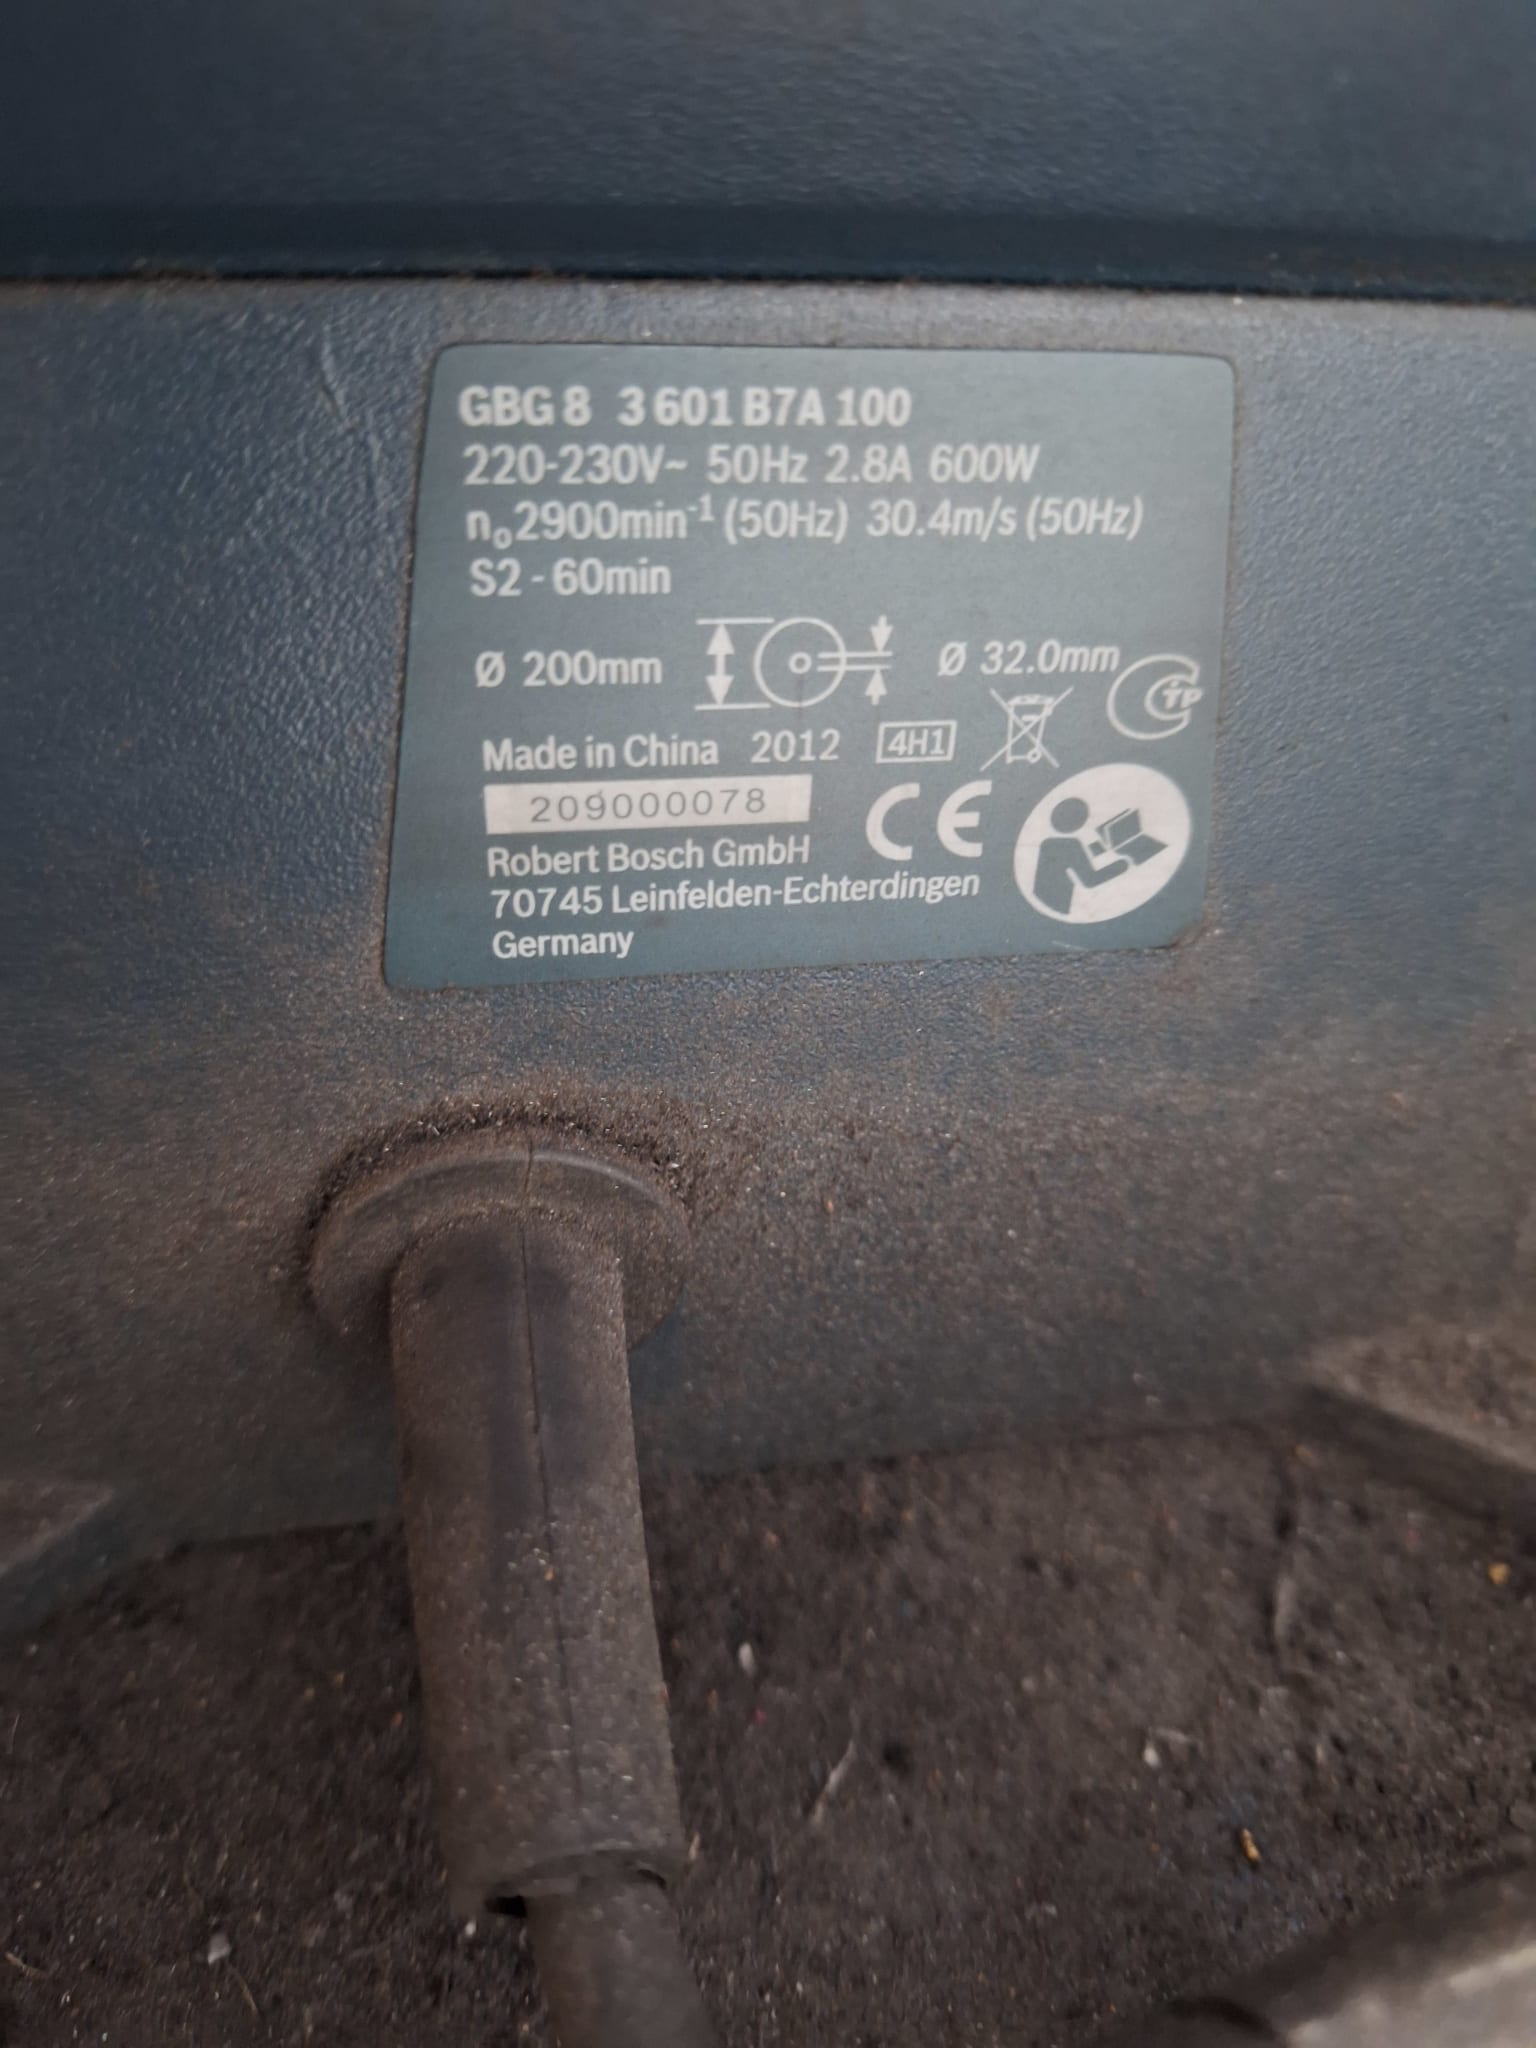 GBG 8 3 601 B7A 100
220-230V~ 50Hz 2.8A 600W
n₀2900min⁻¹ (50Hz) 30.4m/s (50Hz)
S2 - 60min
Ø 200mm Ø 32.0mm
Made in China 2012 4H1
209000078
Robert Bosch GmbH CE
70745 Leinfelden-Echterdingen
Germany